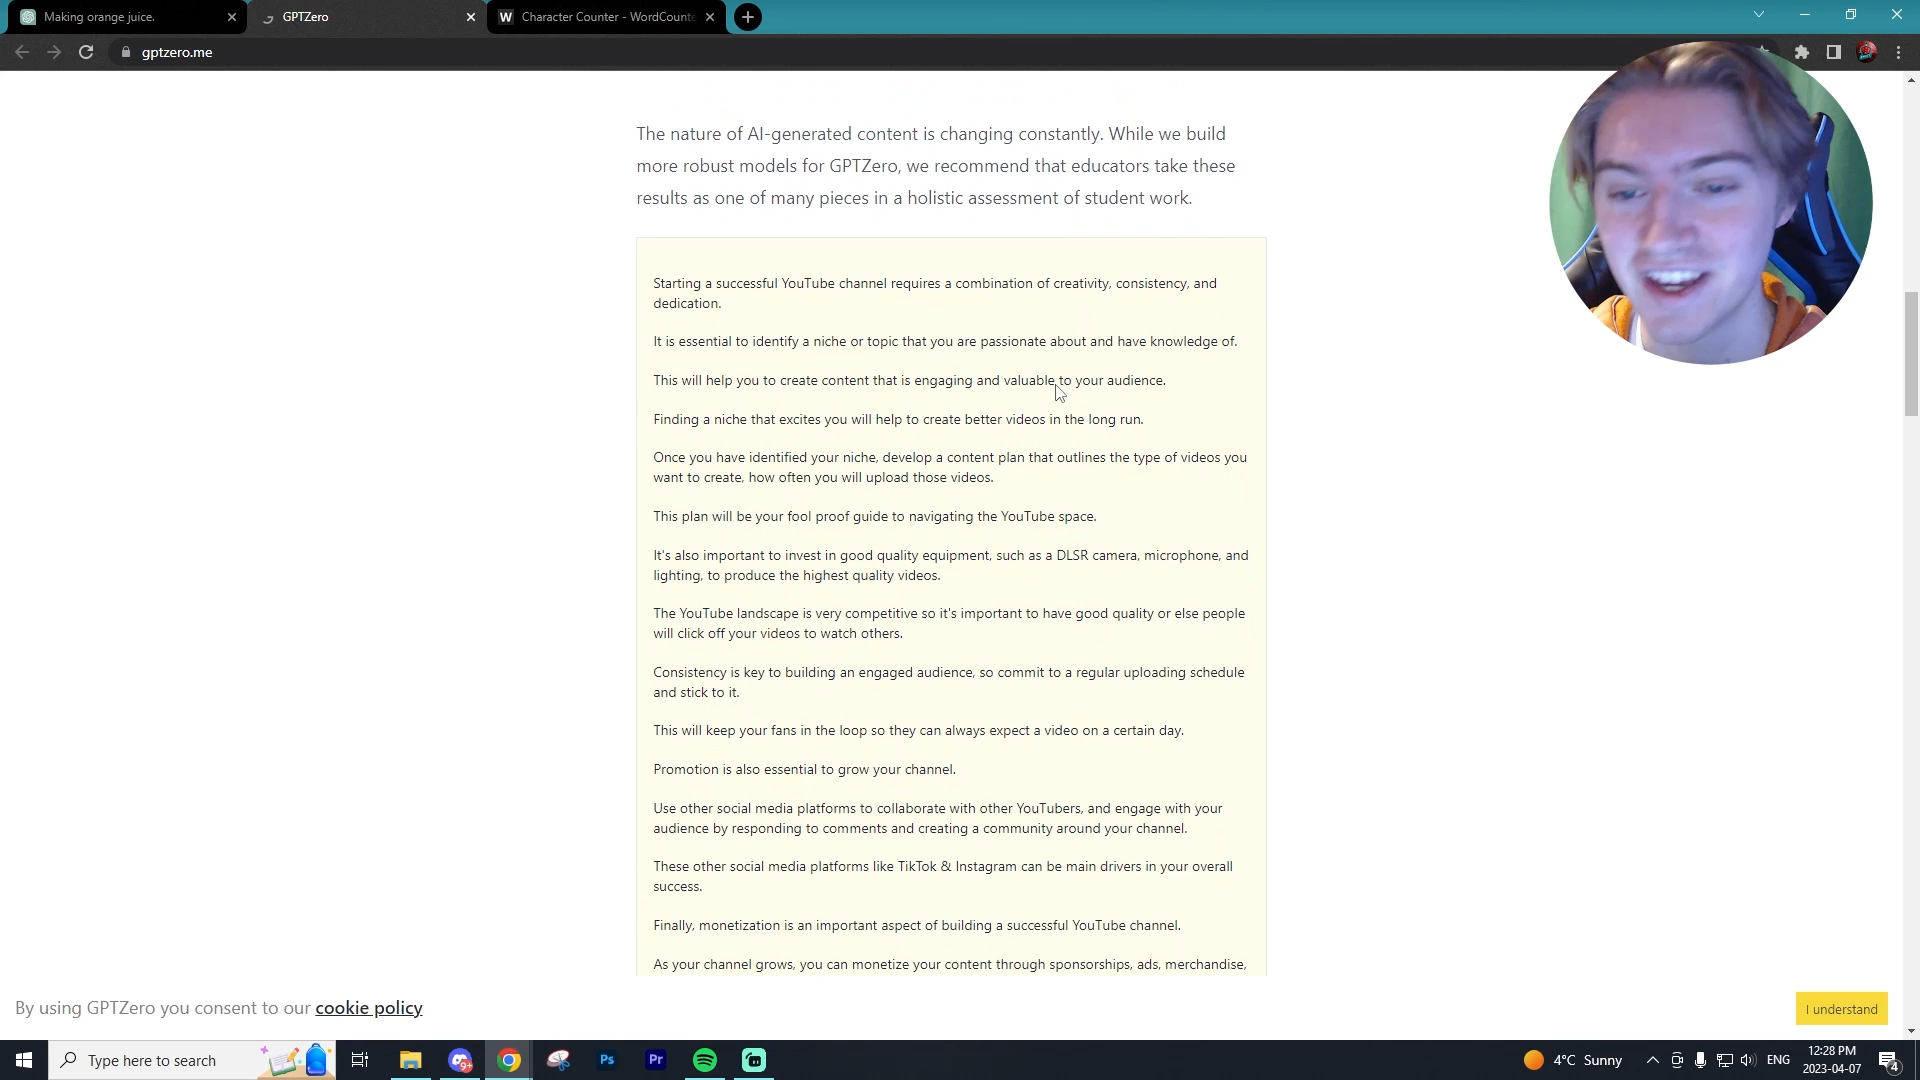 Making orange juice.
GPTZero
Character Counter - WordCounte
gptzero.me
The nature of AI-generated content is changing constantly. While we build
more robust models for GPTZero, we recommend that educators take these
results as one of many pieces in a holistic assessment of student work.
Starting a successful YouTube channel requires a combination of creativity, consistency, and
dedication.
It is essential to identify a niche or topic that you are passionate about and have knowledge of.
This will help you to create content that is engaging and valuable to your audience.
Finding a niche that excites you will help to create better videos in the long run.
Once you have identified your niche, develop a content plan that outlines the type of videos you
want to create, how often you will upload those videos.
This plan will be your fool proof guide to navigating the YouTube space.
It's also important to invest in good quality equipment, such as a DLSR camera, microphone, and
lighting, to produce the highest quality videos.
The YouTube landscape is very competitive so it's important to have good quality or else people
will click off your videos to watch others.
Consistency is key to building an engaged audience, so commit to a regular uploading schedule
and stick to it.
This will keep your fans in the loop so they can always expect a video on a certain day.
Promotion is also essential to grow your channel.
Use other social media platforms to collaborate with other YouTubers, and engage with your
audience by responding to comments and creating a community around your channel.
These other social media platforms like TikTok & Instagram can be main drivers in your overall
success.
Finally, monetization is an important aspect of building a successful YouTube channel.
As your channel grows, you can monetize your content through sponsorships, ads, merchandise,
By using GPTZero you consent to our cookie policy
I understand
Type here to search
9+
Ps
Pr
4°C Sunny
ENG
12:28 PM
2023-04-07
4